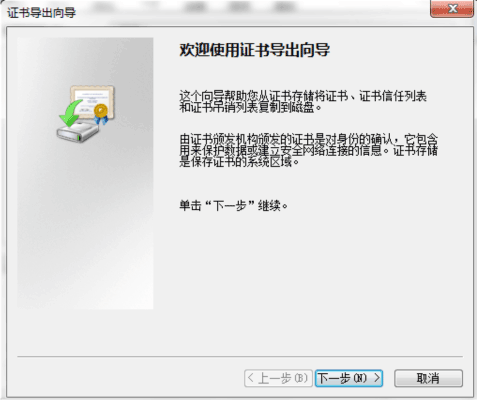 证书导出向导
欢迎使用证书导出向导
这个向导帮助您从证书存储将证书、证书信任列表
和证书吊销列表复制到磁盘。
由证书颁发机构颁发的证书是对身份的确认，它包含
用来保护数据或建立安全网络连接的信息。证书存储
是保存证书的系统区域。
单击“下一步”继续。
< 上一步(B) 下一步(N) > 取消